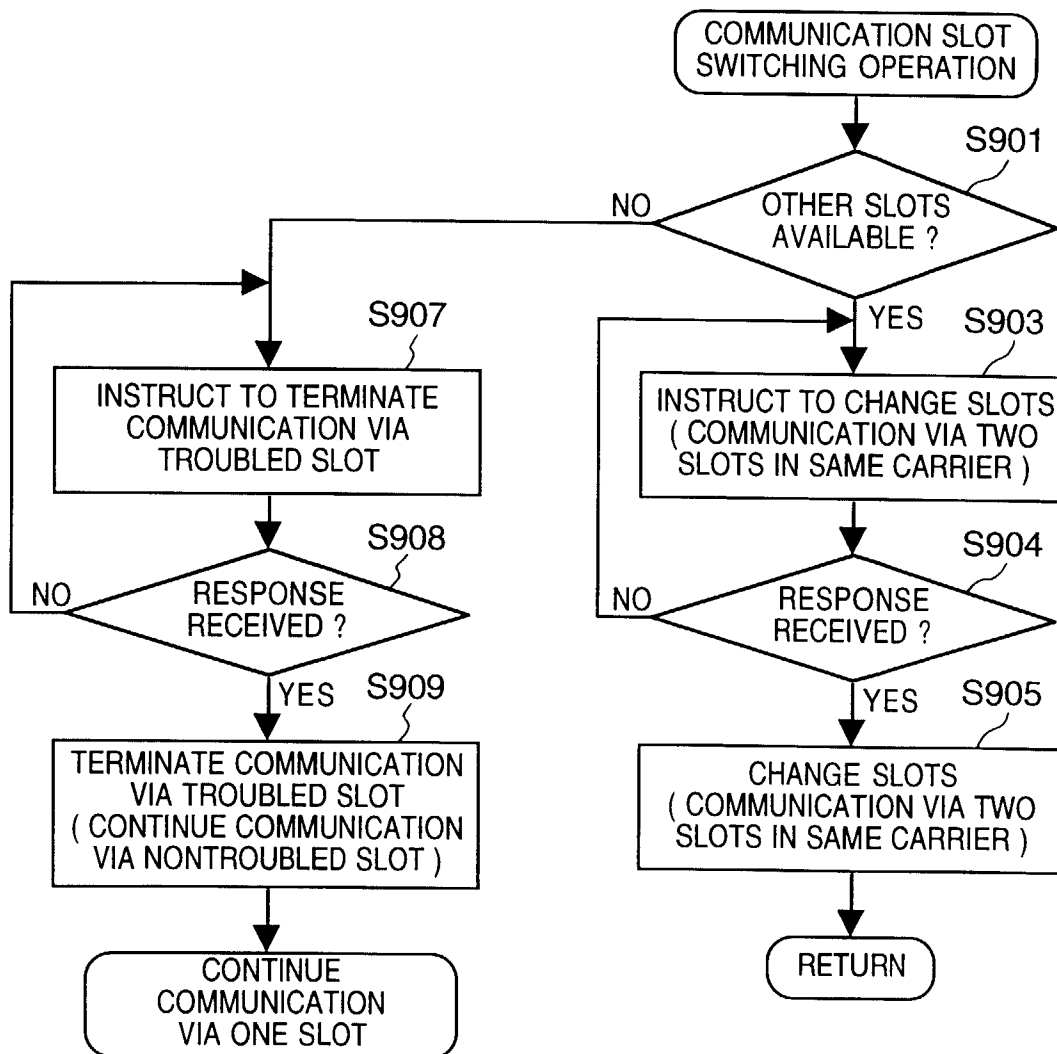 COMMUNICATION SLOT
SWITCHING OPERATION
S901
OTHER SLOTS
AVAILABLE ?
NO
YES
S907
INSTRUCT TO TERMINATE
COMMUNICATION VIA
TROUBLED SLOT
S903
INSTRUCT TO CHANGE SLOTS
( COMMUNICATION VIA TWO
SLOTS IN SAME CARRIER )
S908
RESPONSE
RECEIVED ?
NO
YES
S904
RESPONSE
RECEIVED ?
NO
YES
S909
TERMINATE COMMUNICATION
VIA TROUBLED SLOT
( CONTINUE COMMUNICATION
VIA NONTROUBLED SLOT )
S905
CHANGE SLOTS
( COMMUNICATION VIA TWO
SLOTS IN SAME CARRIER )
CONTINUE
COMMUNICATION
VIA ONE SLOT
RETURN